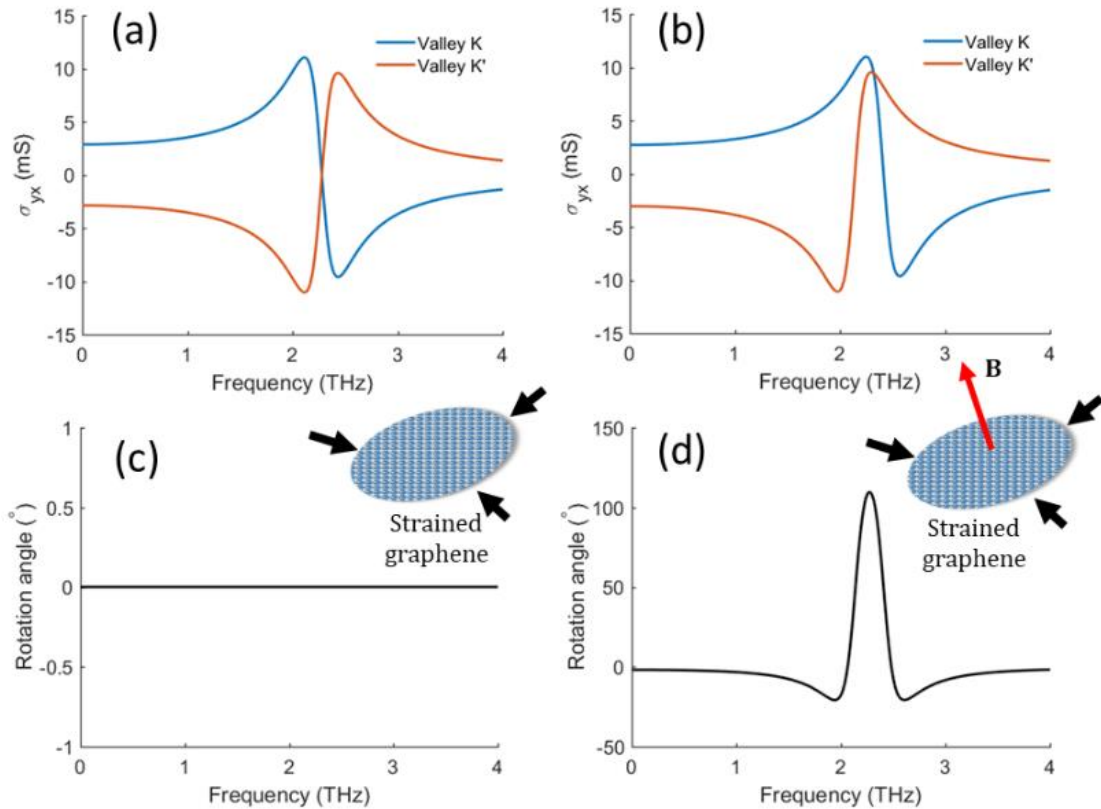 (a)
15
10
5
0
-5
-10
-15
σyx (mS)
Valley K
Valley K'
0 1 2 3 4
Frequency (THz)
(b)
15
10
5
0
-5
-10
-15
σyx (mS)
Valley K
Valley K'
0 1 2 3 4
Frequency (THz)
(c)
1
0.5
0
-0.5
-1
Rotation angle (°)
Strained
graphene
0 1 2 3 4
Frequency (THz)
(d)
B
150
100
50
0
-50
Rotation angle (°)
Strained
graphene
0 1 2 3 4
Frequency (THz)